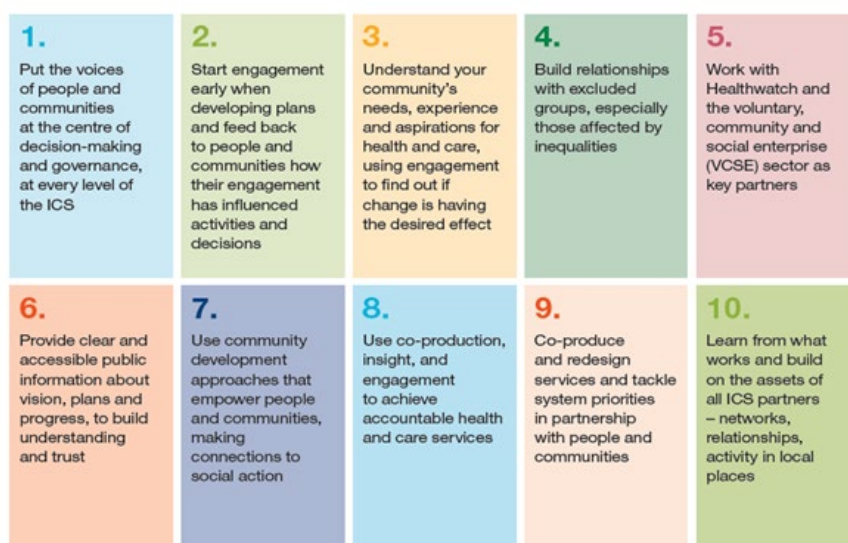 1.
Put the voices
of people and
communities
at the centre of
decision-making
and governance,
at every level of
the ICS
2.
Start engagement
early when
developing plans
and feed back
to people and
communities how
their engagement
has influenced
activities and
decisions
3.
Understand your
community's
needs, experience
and aspirations for
health and care,
using engagement
to find out if
change is having
the desired effect
4.
Build relationships
with excluded
groups, especially
those affected by
inequalities
5.
Work with
Healthwatch and
the voluntary,
community and
social enterprise
(VCSE) sector as
key partners
6.
Provide clear and
accessible public
information about
vision, plans and
progress, to build
understanding
and trust
7.
Use community
development
approaches that
empower people
and communities,
making
connections to
social action
8.
Use co-production,
insight, and
engagement
to achieve
accountable health
and care services
9.
Co-produce
and redesign
services and tackle
system priorities
in partnership
with people and
communities
10.
Learn from what
works and build
on the assets of
all ICS partners
– networks,
relationships,
activity in local
places